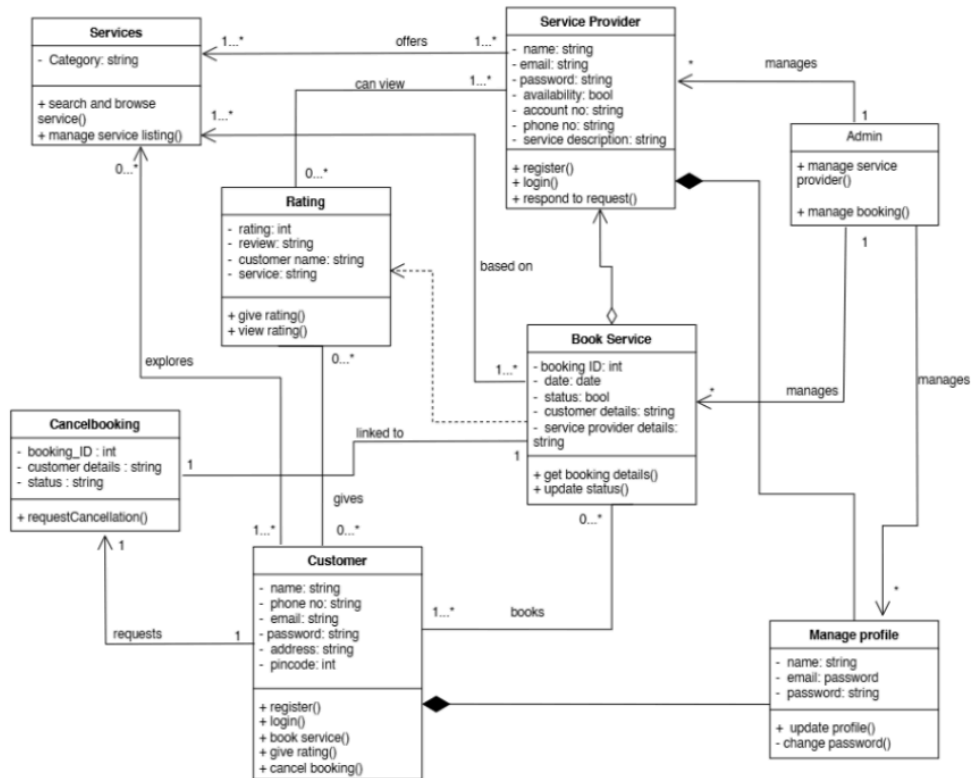 Services
- Category: string
+ search and browse
service()
+ manage service listing()
1...*
offers
1...*
can view
1...*
1...*
0...*
0...*
Service Provider
- name: string
- email: string
- password: string
- availability: bool
- account no: string
- phone no: string
- service description: string
+ register()
+ login()
+ respond to request()
*
manages
1
Admin
+ manage service
provider()
+ manage booking()
1
1
Rating
- rating: int
- review: string
- customer name: string
- service: string
+ give rating()
+ view rating()
0...*
based on
1...*
explores
Book Service
- booking ID: int
- date: date
- status: bool
- customer details: string
- service provider details:
string
+ get booking details()
+ update status()
*
manages
manages
Cancelbooking
- booking_ID : int
- customer details : string
- status : string
+ requestCancellation()
1
linked to
1
gives
1...*
0...*
0...*
1
requests
1
Customer
- name: string
- phone no: string
- email: string
- password: string
- address: string
- pincode: int
+ register()
+ login()
+ book service()
+ give rating()
+ cancel booking()
1...*
books
*
Manage profile
- name: string
- email: password
- password: string
+ update profile()
- change password()